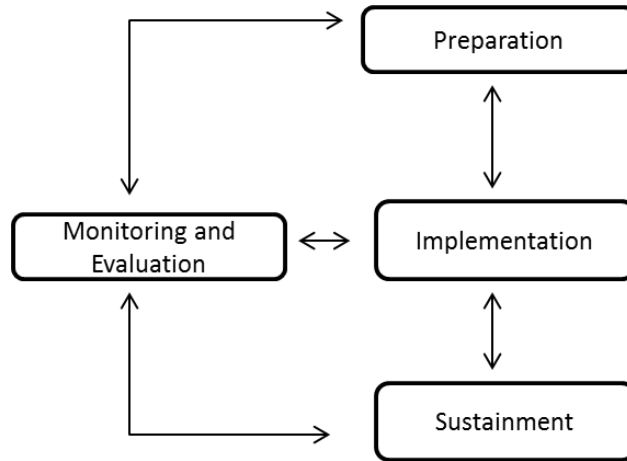 Preparation
Monitoring and
Evaluation
Implementation
Sustainment